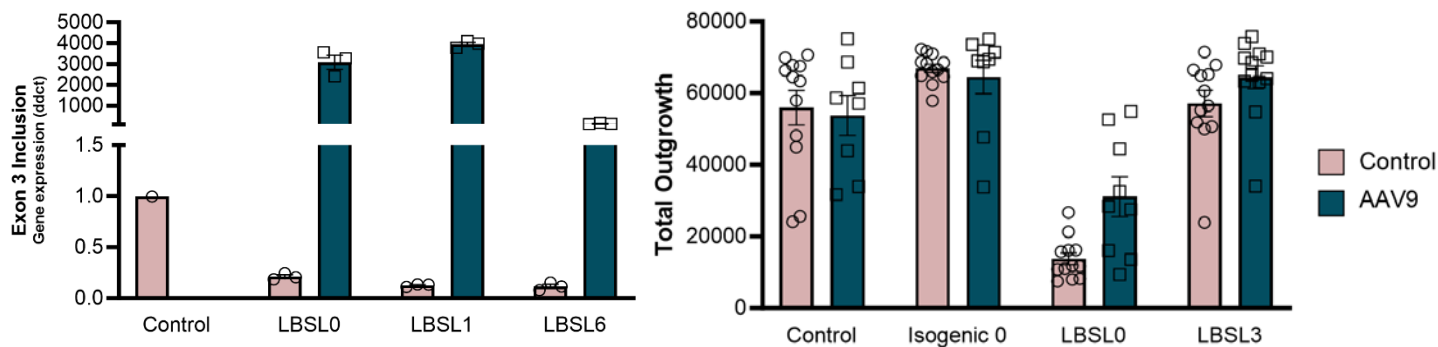 Exon 3 Inclusion
Gene expression (ddct)
5000
4000
3000
2000
1000
1.5
1.0
0.5
0.0
Control
LBSL0
LBSL1
LBSL6
Total Outgrowth
80000
60000
40000
20000
0
Control
Isogenic 0
LBSL0
LBSL3
Control
AAV9